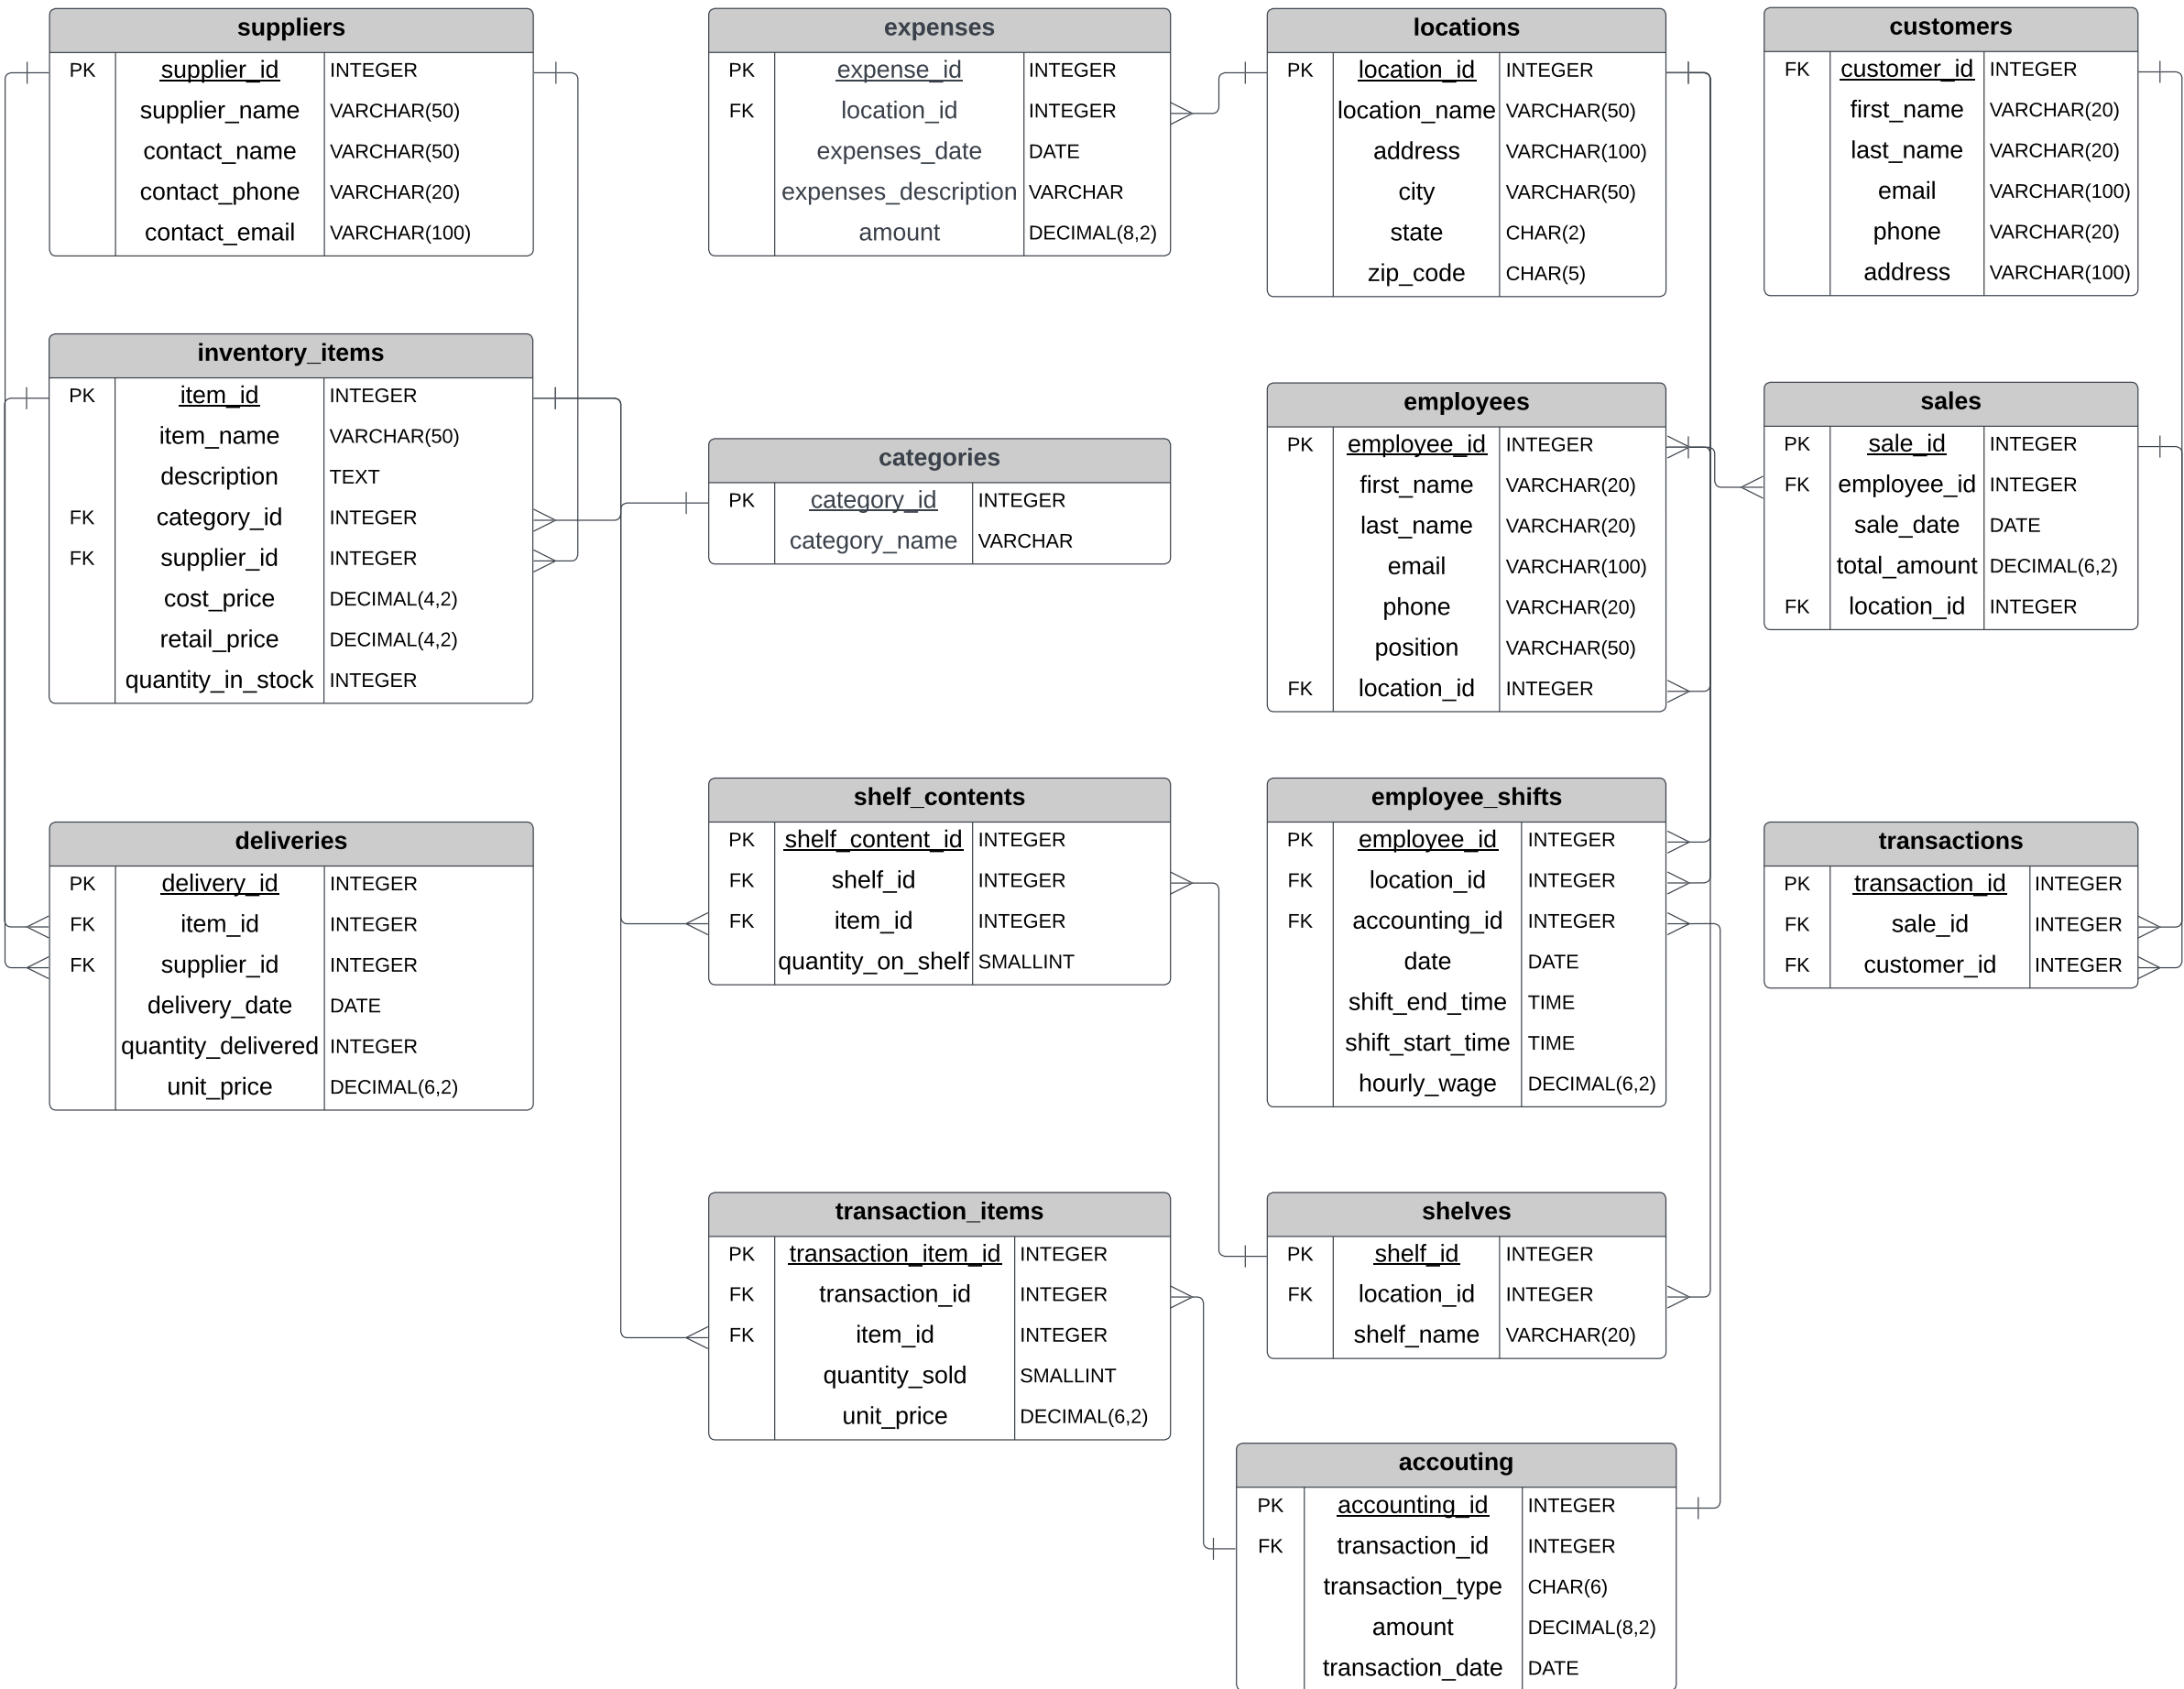 suppliers
PK supplier_id INTEGER
supplier_name VARCHAR(50)
contact_name VARCHAR(50)
contact_phone VARCHAR(20)
contact_email VARCHAR(100)
expenses
PK expense_id INTEGER
FK location_id INTEGER
expenses_date DATE
expenses_description VARCHAR
amount DECIMAL(8,2)
locations
PK location_id INTEGER
location_name VARCHAR(50)
address VARCHAR(100)
city VARCHAR(50)
state CHAR(2)
zip_code CHAR(5)
customers
FK customer_id INTEGER
first_name VARCHAR(20)
last_name VARCHAR(20)
email VARCHAR(100)
phone VARCHAR(20)
address VARCHAR(100)
inventory_items
PK item_id INTEGER
item_name VARCHAR(50)
description TEXT
FK category_id INTEGER
FK supplier_id INTEGER
cost_price DECIMAL(4,2)
retail_price DECIMAL(4,2)
quantity_in_stock INTEGER
categories
PK category_id INTEGER
category_name VARCHAR
employees
PK employee_id INTEGER
first_name VARCHAR(20)
last_name VARCHAR(20)
email VARCHAR(100)
phone VARCHAR(20)
position VARCHAR(50)
FK location_id INTEGER
sales
PK sale_id INTEGER
FK employee_id INTEGER
sale_date DATE
total_amount DECIMAL(6,2)
FK location_id INTEGER
deliveries
PK delivery_id INTEGER
FK item_id INTEGER
FK supplier_id INTEGER
delivery_date DATE
quantity_delivered INTEGER
unit_price DECIMAL(6,2)
shelf_contents
PK shelf_content_id INTEGER
FK shelf_id INTEGER
FK item_id INTEGER
quantity_on_shelf SMALLINT
employee_shifts
PK employee_id INTEGER
FK location_id INTEGER
FK accounting_id INTEGER
date DATE
shift_end_time TIME
shift_start_time TIME
hourly_wage DECIMAL(6,2)
transactions
PK transaction_id INTEGER
FK sale_id INTEGER
FK customer_id INTEGER
transaction_items
PK transaction_item_id INTEGER
FK transaction_id INTEGER
FK item_id INTEGER
quantity_sold SMALLINT
unit_price DECIMAL(6,2)
shelves
PK shelf_id INTEGER
FK location_id INTEGER
shelf_name VARCHAR(20)
accouting
PK accounting_id INTEGER
FK transaction_id INTEGER
transaction_type CHAR(6)
amount DECIMAL(8,2)
transaction_date DATE